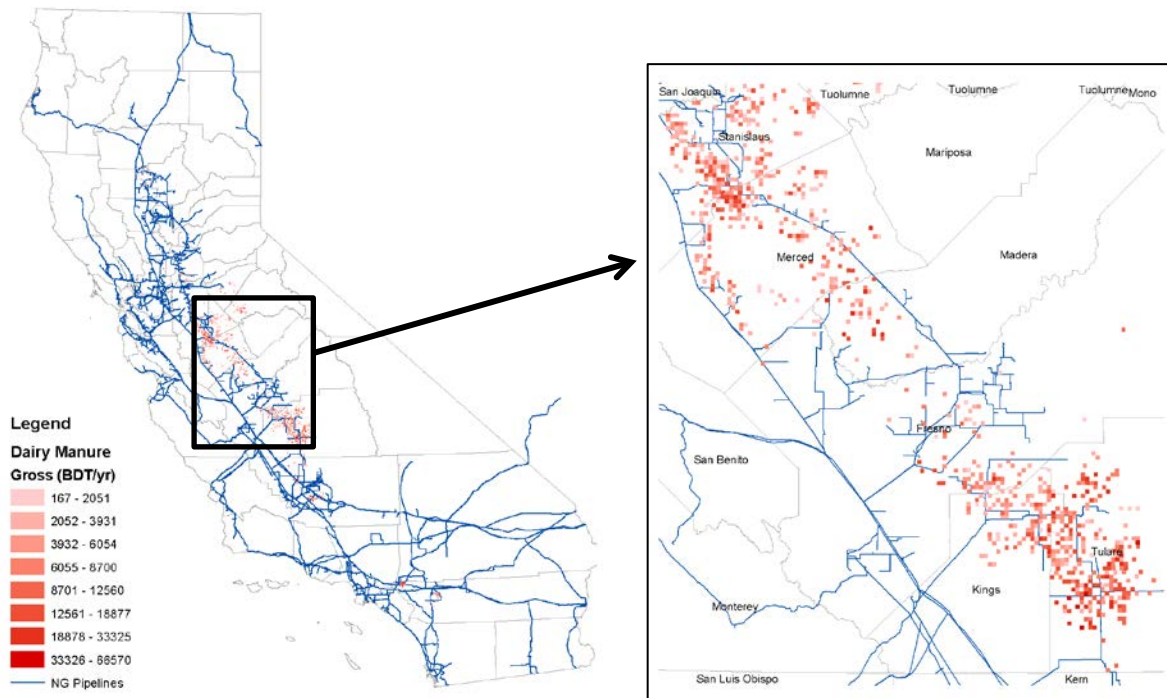 Legend
Dairy Manure
Gross (BDT/yr)
167 - 2051
2052 - 3931
3932 - 6054
6055 - 8700
8701 - 12560
12561 - 18877
18878 - 33325
33326 - 66570
NG Pipelines
San Joaquin
Tuolumne
Tuolumne
Tuolumne
Mono
Stanislaus
Mariposa
Merced
Madera
Fresno
San Benito
Tulare
Kings
Monterey
San Luis Obispo
Kern